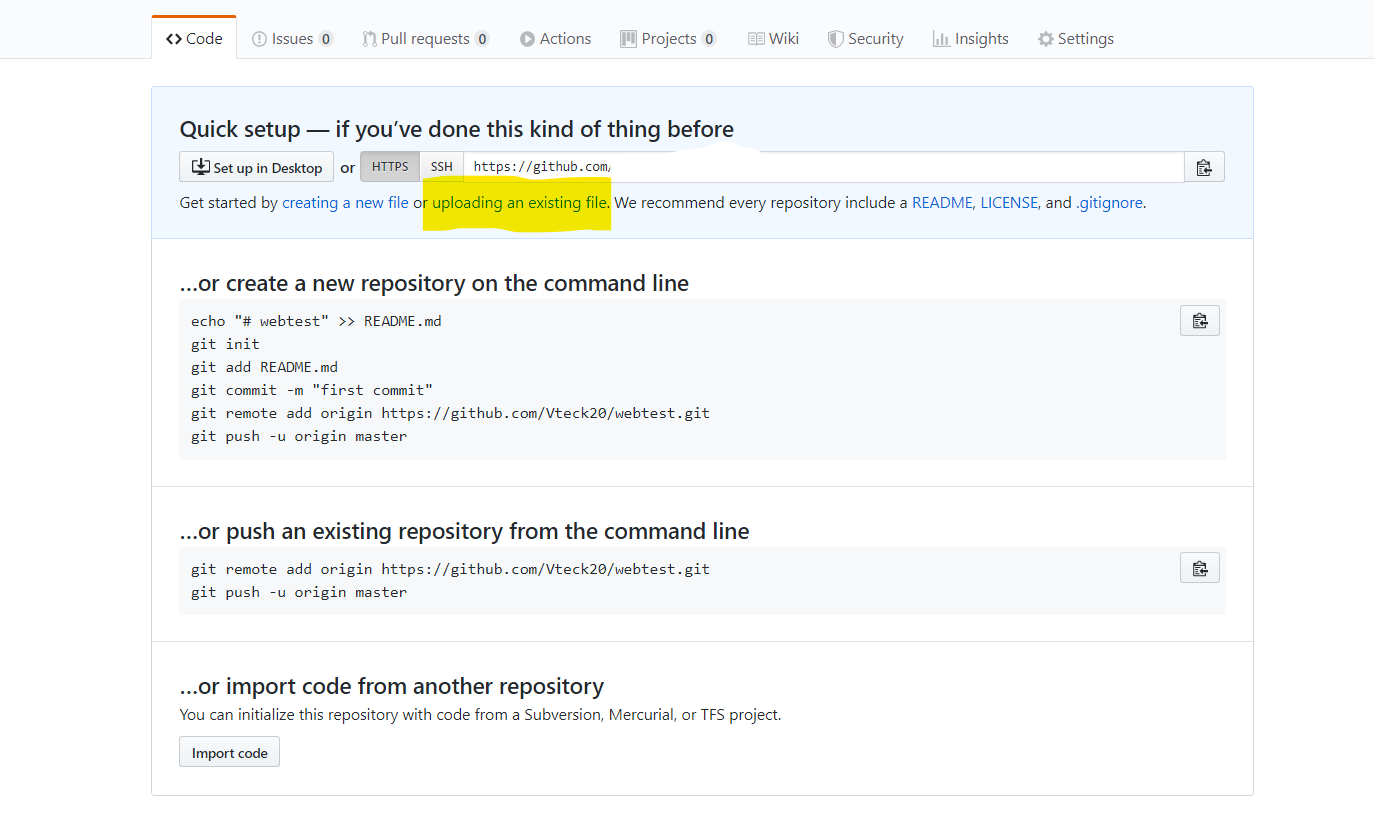 Code Issues 0 Pull requests 0 Actions Projects 0 Wiki Security Insights Settings
Quick setup — if you’ve done this kind of thing before
Set up in Desktop or HTTPS SSH https://github.com/
Get started by creating a new file or uploading an existing file. We recommend every repository include a README, LICENSE, and .gitignore.
…or create a new repository on the command line
echo "# webtest" >> README.md
git init
git add README.md
git commit -m "first commit"
git remote add origin https://github.com/Vteck20/webtest.git
git push -u origin master
…or push an existing repository from the command line
git remote add origin https://github.com/Vteck20/webtest.git
git push -u origin master
…or import code from another repository
You can initialize this repository with code from a Subversion, Mercurial, or TFS project.
Import code